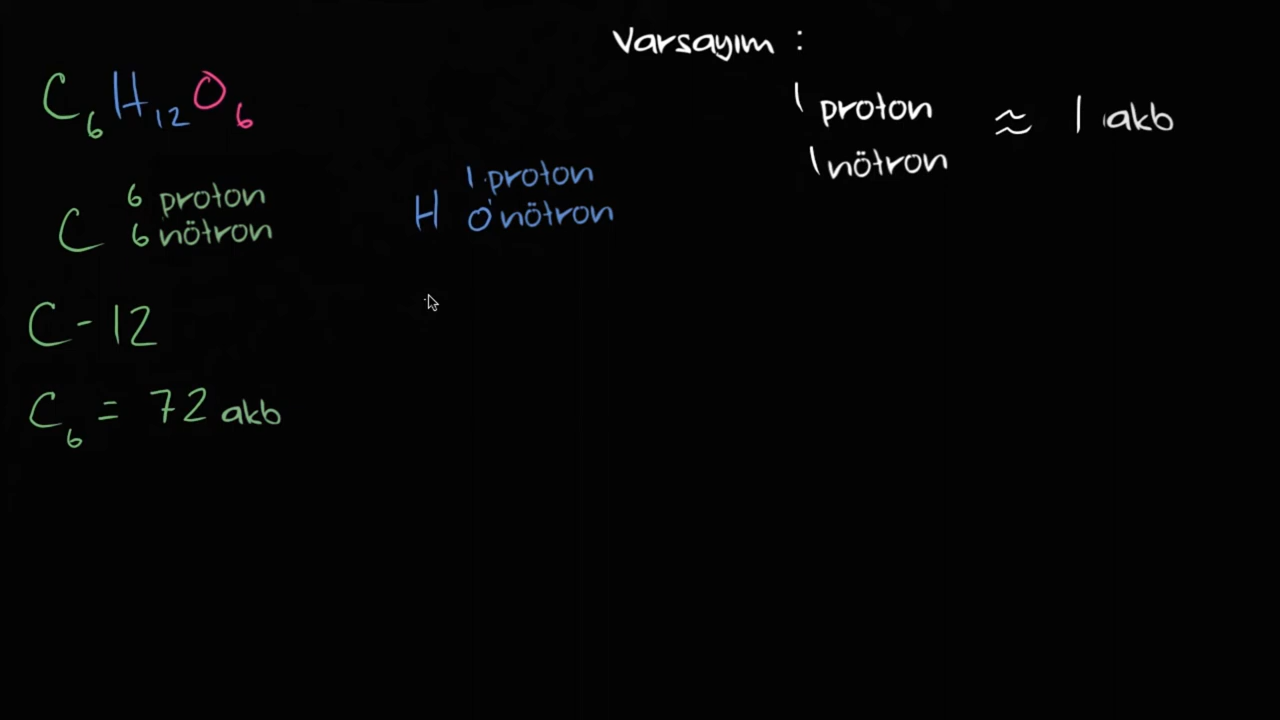 Varsayım :
C₆H₁₂O₆
1 proton
1 nötron
≈ 1 akb
C
6 proton
6 nötron
H
1 proton
0 nötron
C - 12
C₆ = 72 akb